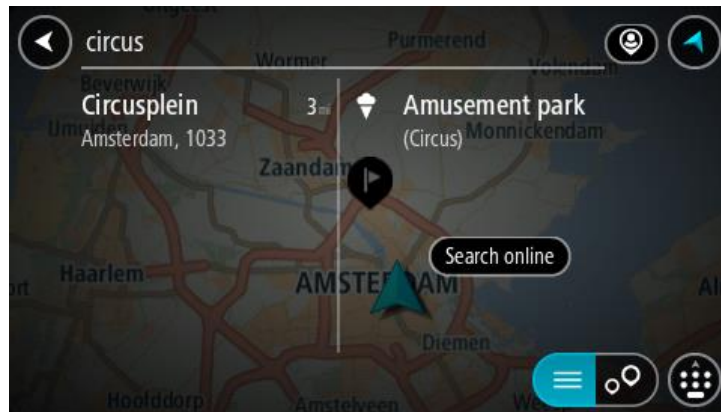 circus
Circusplein
3 mi
Amsterdam, 1033
Amusement park
(Circus)
Search online
Wormer
Purmerend
Volendam
Beverwijk
Monnickendam
Zaandam
Haarlem
AMSTERDAM
Diemen
Hoofddorp
Amstelveen